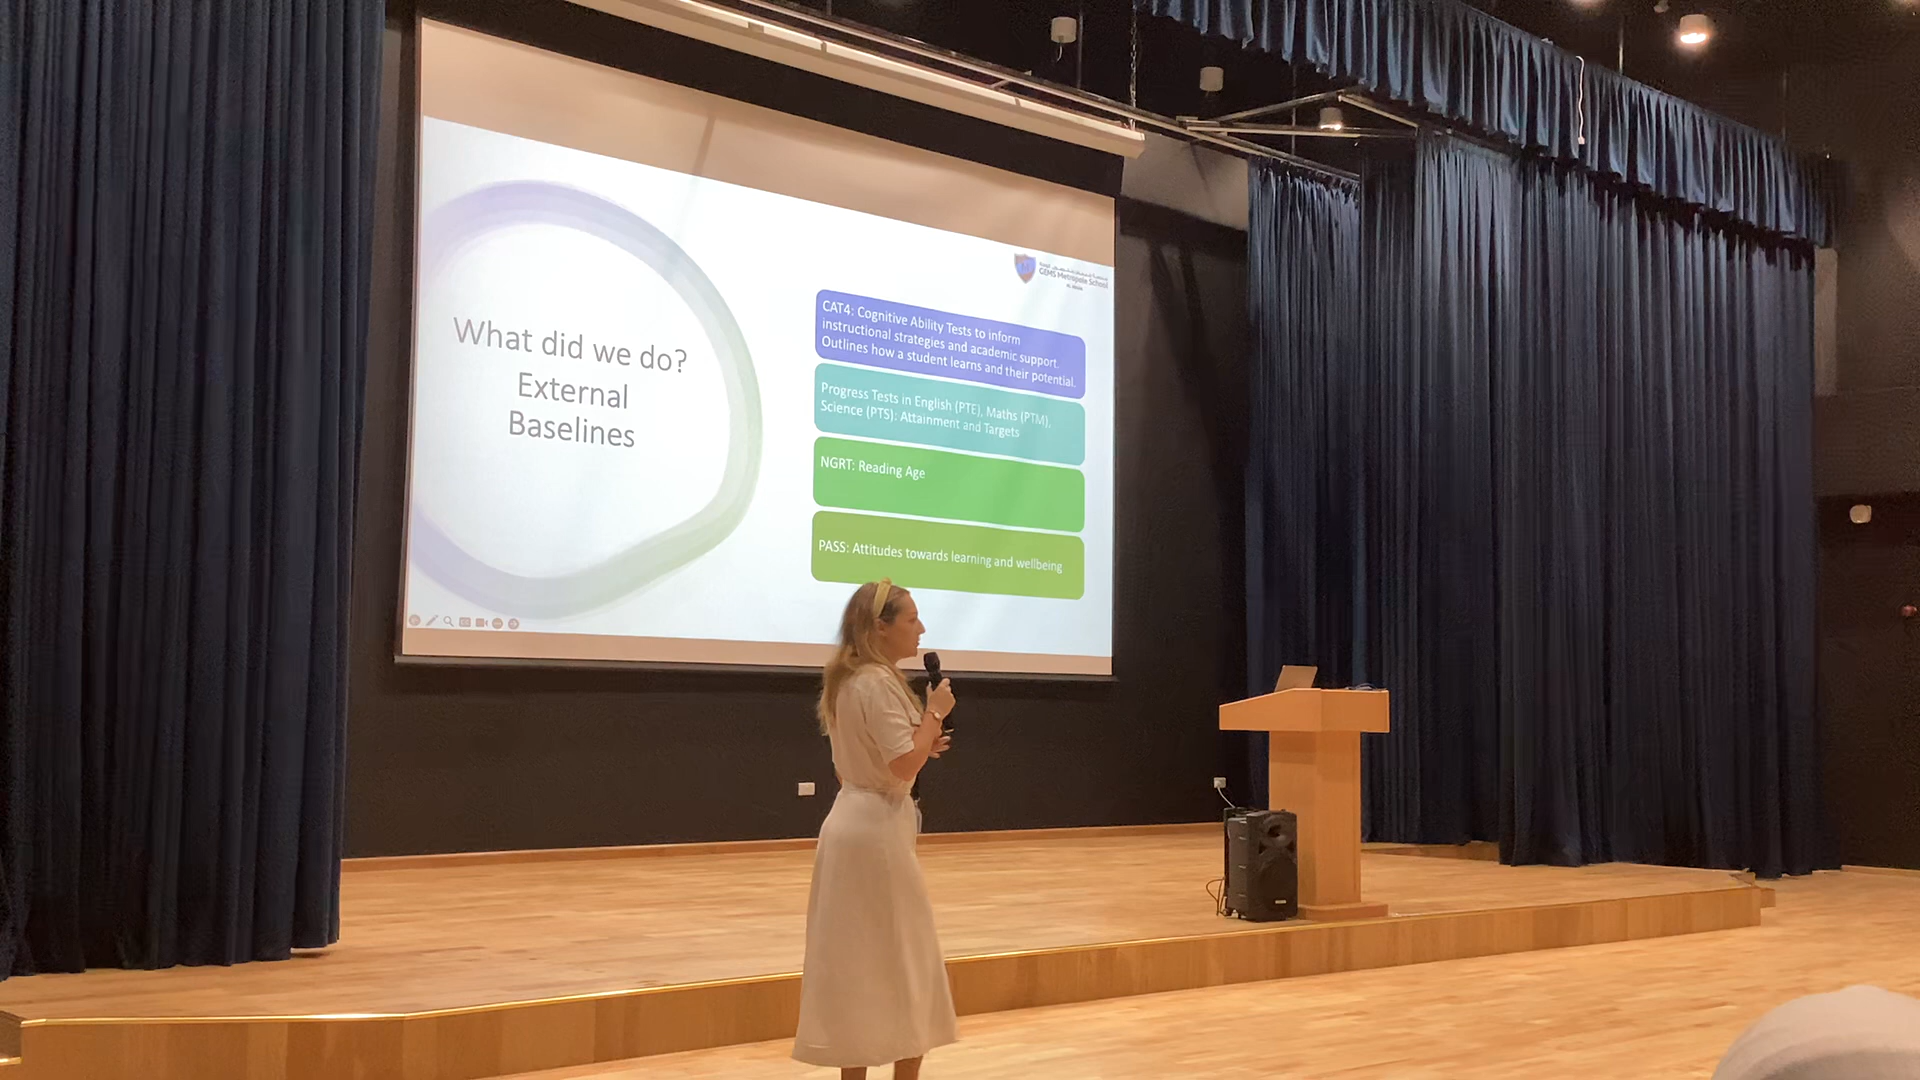 What did we do?
External
Baselines
GEMS Metropole School
CAT4: Cognitive Ability Tests to inform
instructional strategies and academic support.
Outlines how a student learns and their potential.
Progress Tests in English (PTE), Maths (PTM),
Science (PTS): Attainment and Targets
NGRT: Reading Age
PASS: Attitudes towards learning and wellbeing